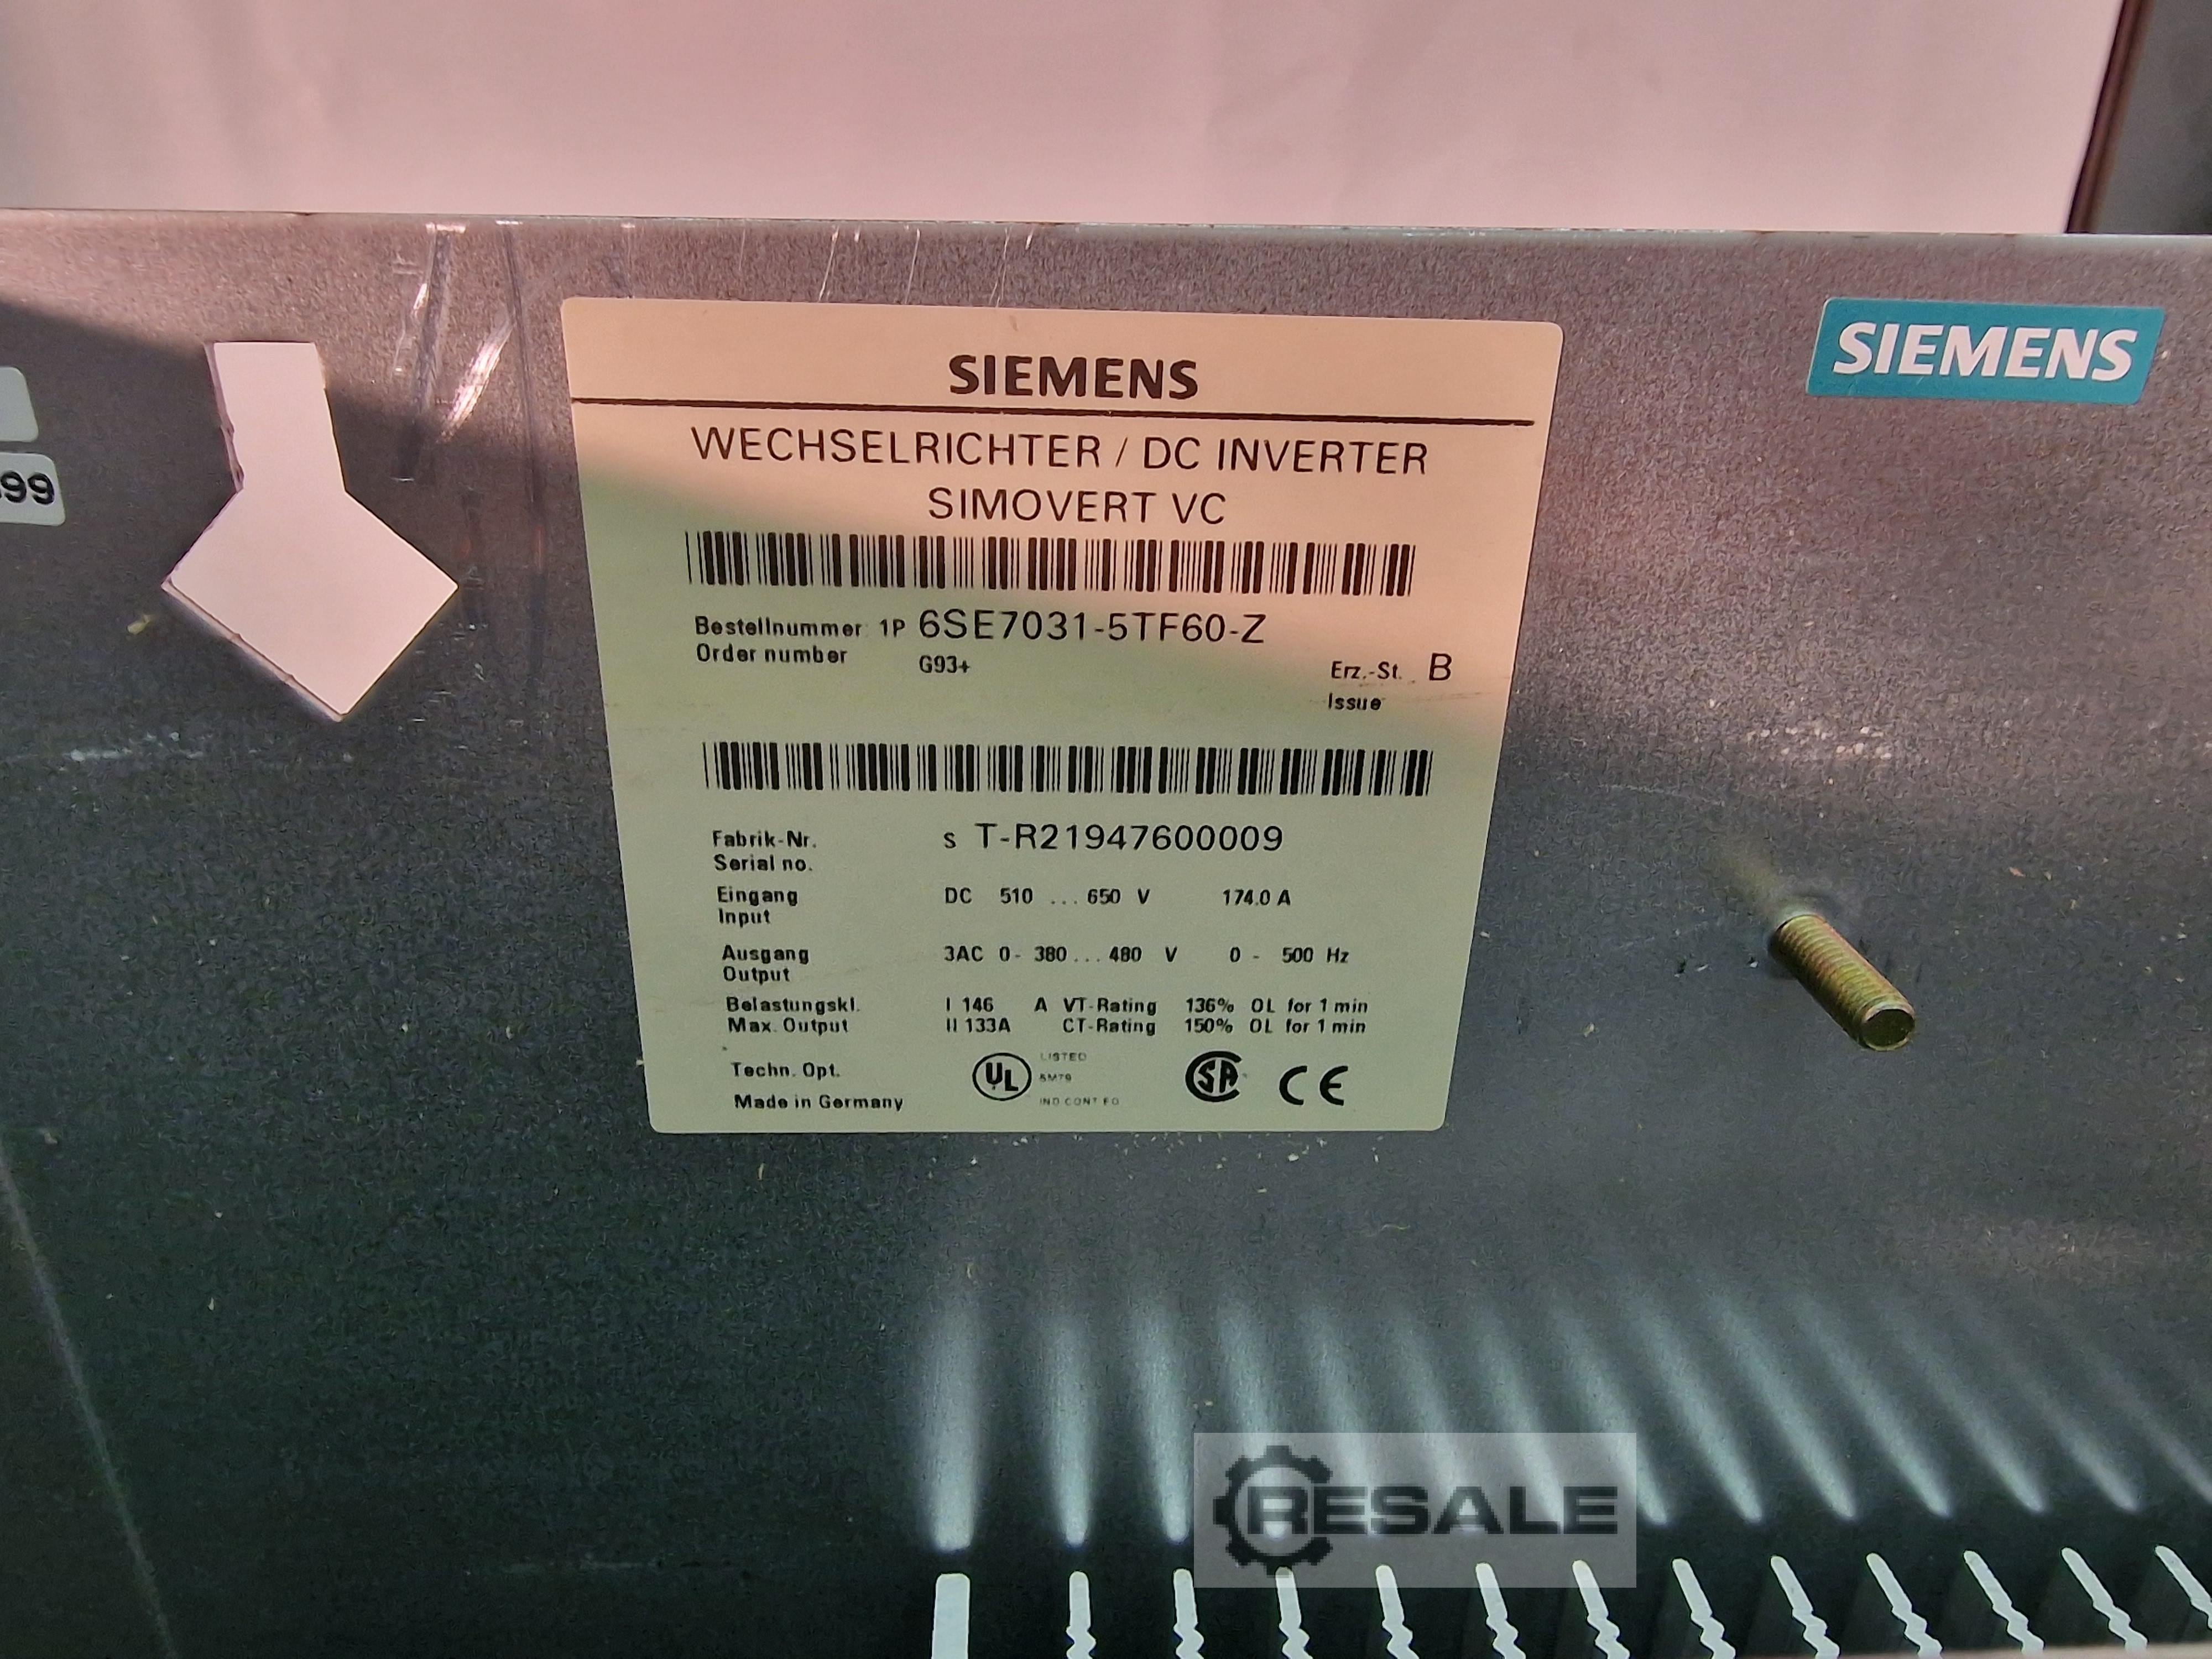 SIEMENS
SIEMENS
WECHSELRICHTER / DC INVERTER
SIMOVERT VC
99
Bestellnummer 1P 6SE7031-5TF60-Z
Order number G93+
Erz.-St. B
Issue
Fabrik-Nr. S T-R21947600009
Serial no.
Eingang DC 510 ... 650 V 174.0 A
Input
Ausgang 3AC 0- 380 ... 480 V 0 - 500 Hz
Output
Belastungskl. I 146 A VT-Rating 136% OL for 1 min
Max. Output II 133A CT-Rating 150% OL for 1 min
Techn. Opt.
UL LISTED
IND CONT EQ
SA CE
Made in Germany
RESALE